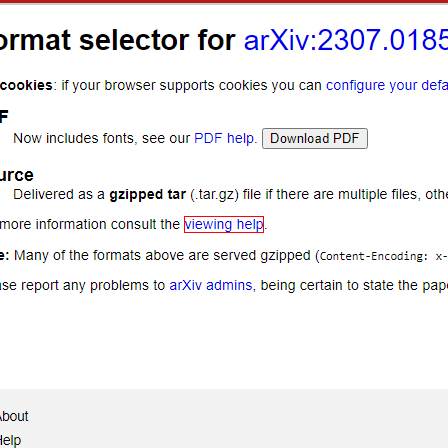 ormat selector for arXiv:2307.0185
cookies: if your browser supports cookies you can configure your defa
F
Now includes fonts, see our PDF help. Download PDF
urce
Delivered as a gzipped tar (.tar.gz) file if there are multiple files, othe
more information consult the viewing help.
e: Many of the formats above are served gzipped (Content-Encoding: x-
se report any problems to arXiv admins, being certain to state the pap
About
Help